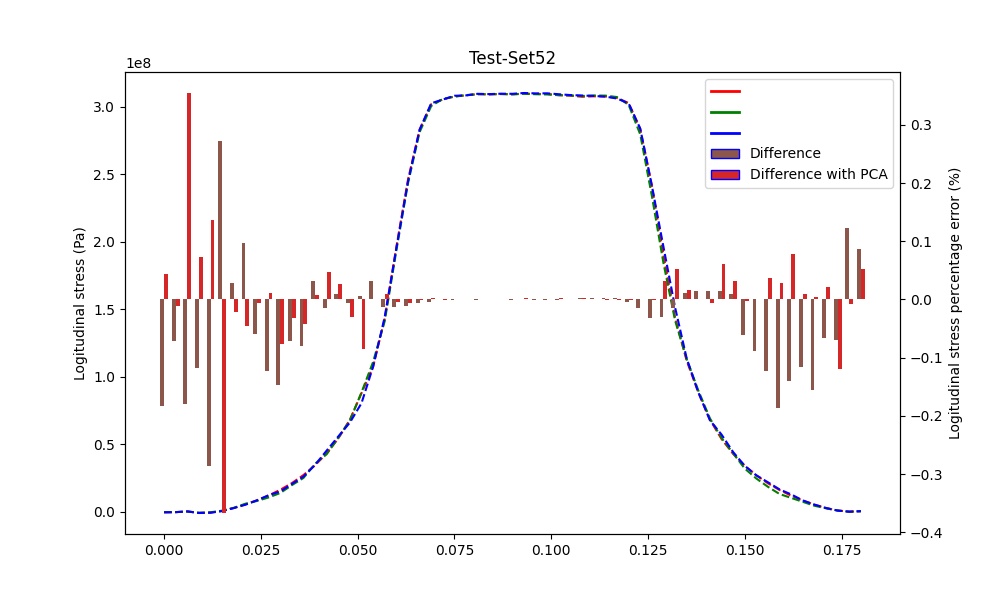 Test-Set52
1e8
3.0
2.5
2.0
1.5
1.0
0.5
0.0
Logitudinal stress (Pa)
Difference
Difference with PCA
0.3
0.2
0.1
0.0
−0.1
−0.2
−0.3
−0.4
Logitudinal stress percentage error (%)
0.000 0.025 0.050 0.075 0.100 0.125 0.150 0.175